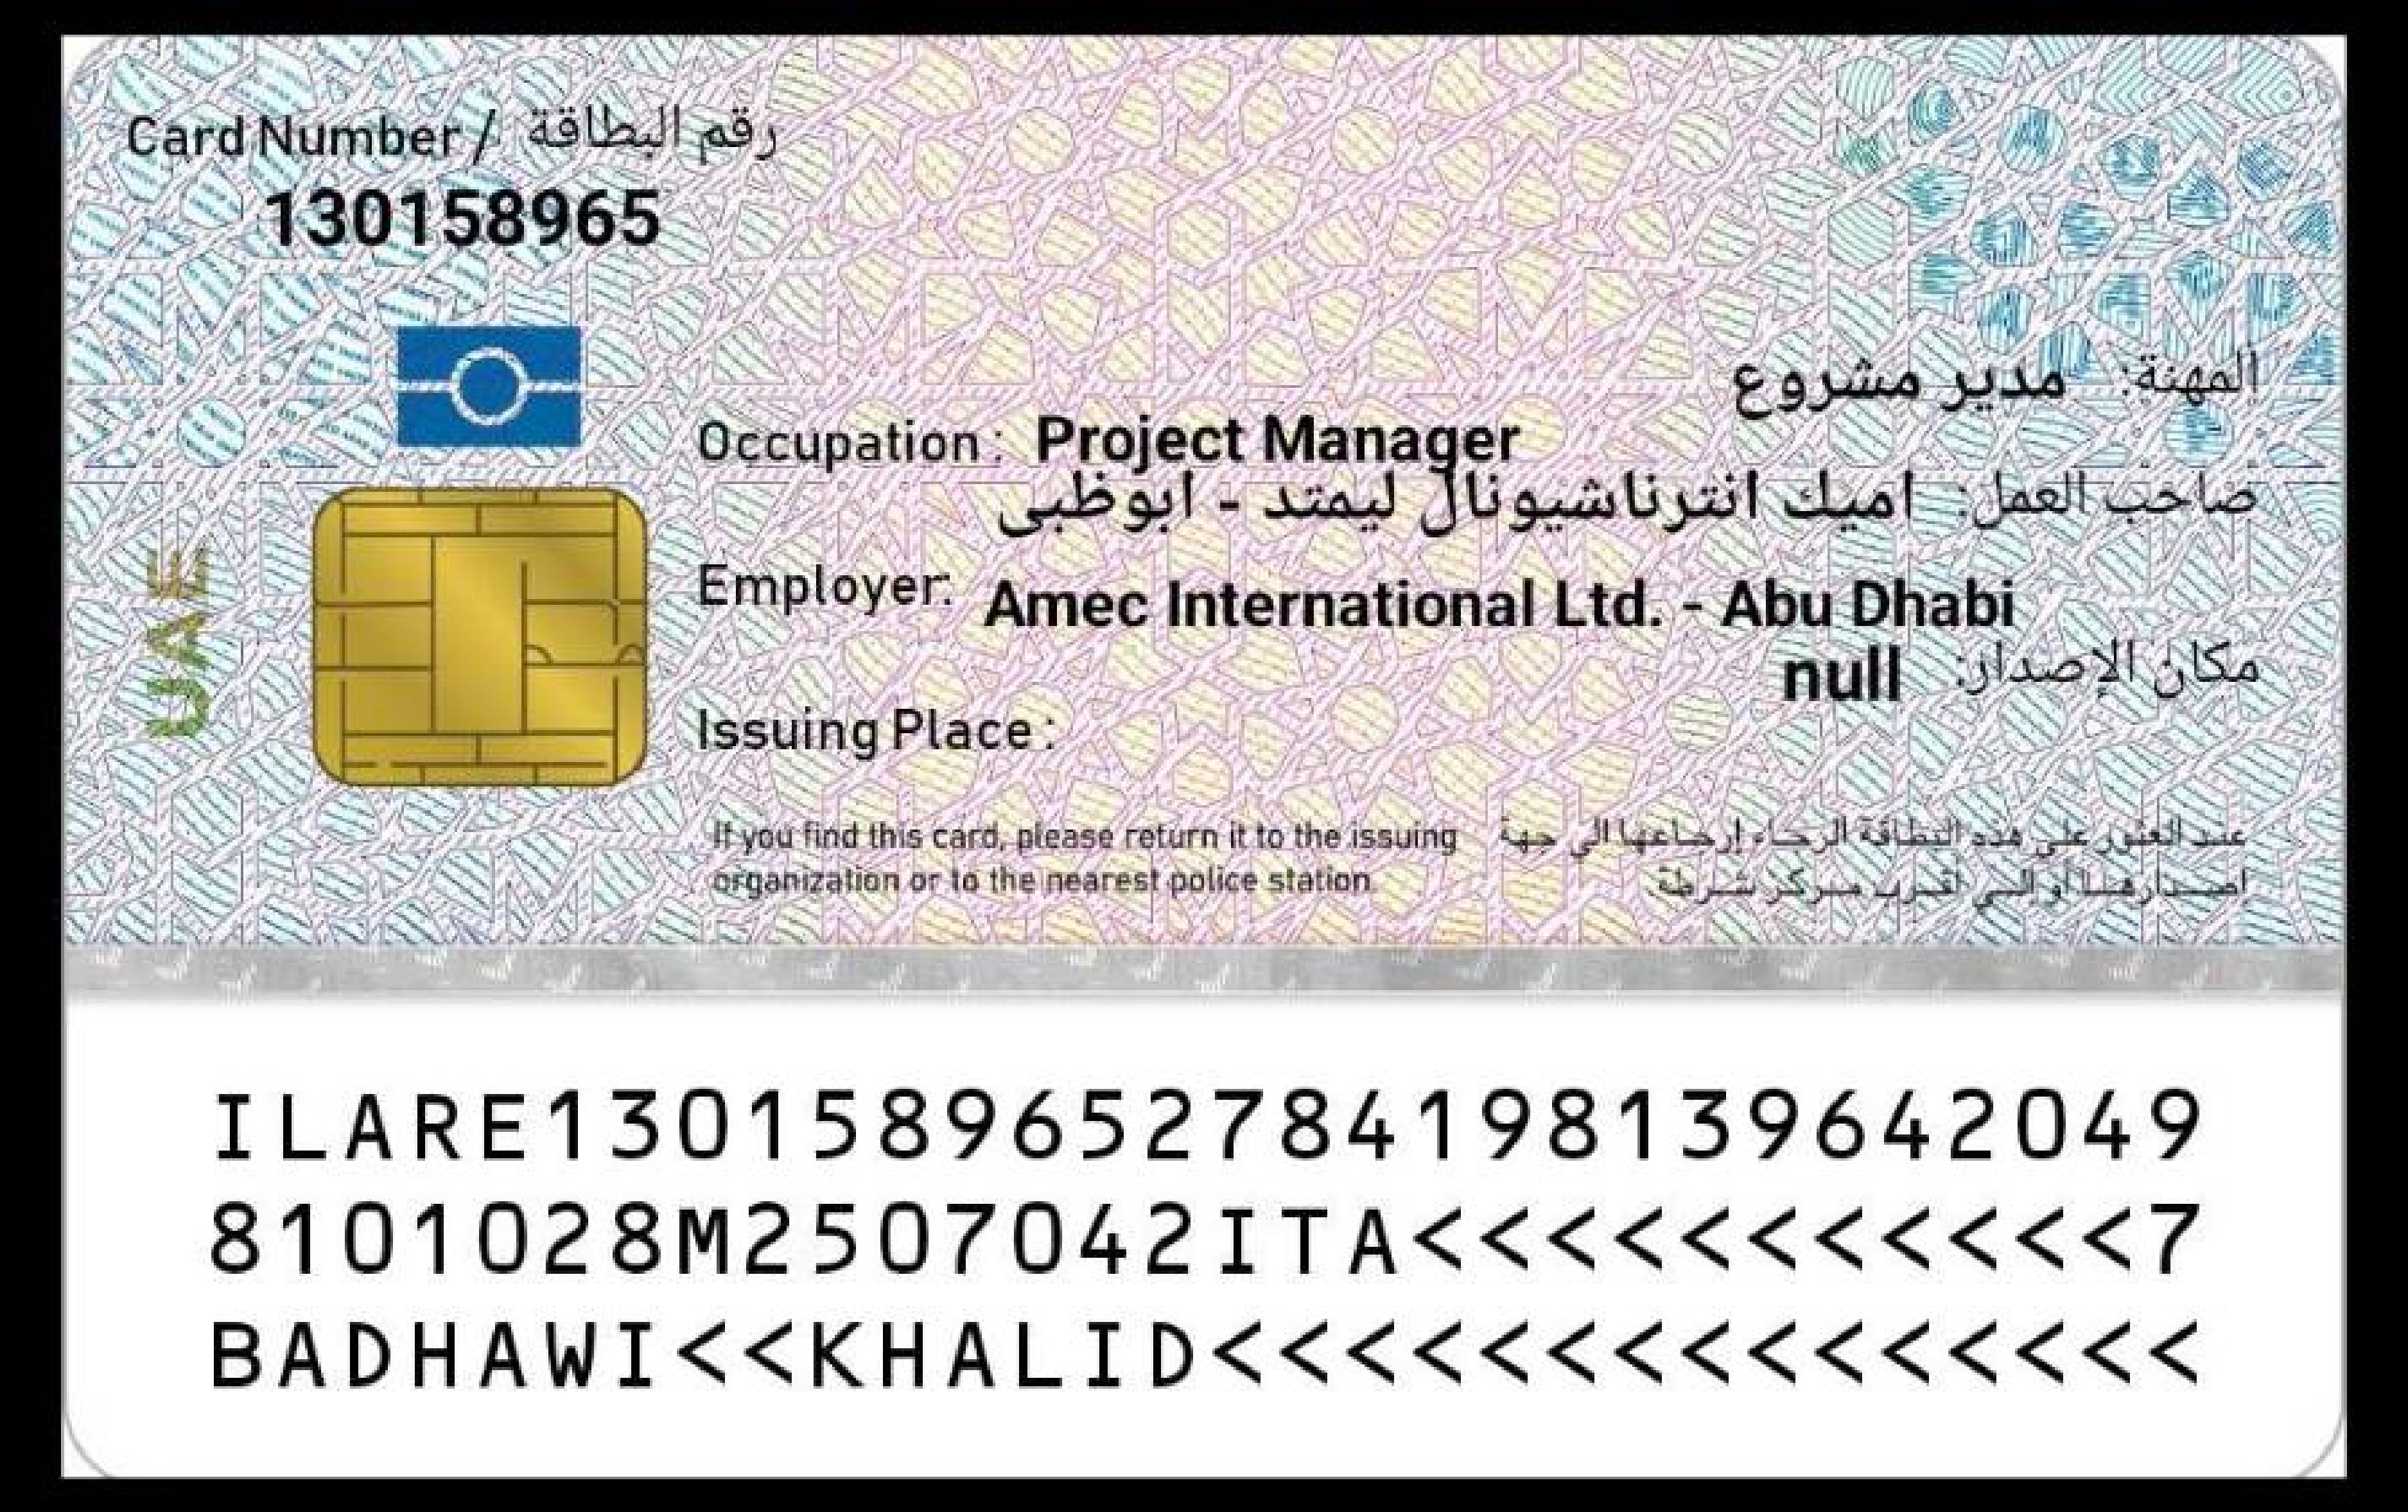 Card Number / رقم البطاقة
130158965
المهنة: مدير مشروع
Occupation: Project Manager
صاحب العمل: اميك انترناشيونال ليمتد - ابوظبى
Employer: Amec International Ltd. - Abu Dhabi
مكان الإصدار: null
Issuing Place:
UAE
If you find this card, please return it to the issuing
organization or to the nearest police station.
عند العثور على هذه البطاقة الرجاء إرجاعها الى جهة
اصدارها أو الى اقرب مركز شرطة.
ILARE1301589652784198139642049
8101028M2507042ITA<<<<<<<<<<<7
BADHAWI<<KHALID<<<<<<<<<<<<<<<